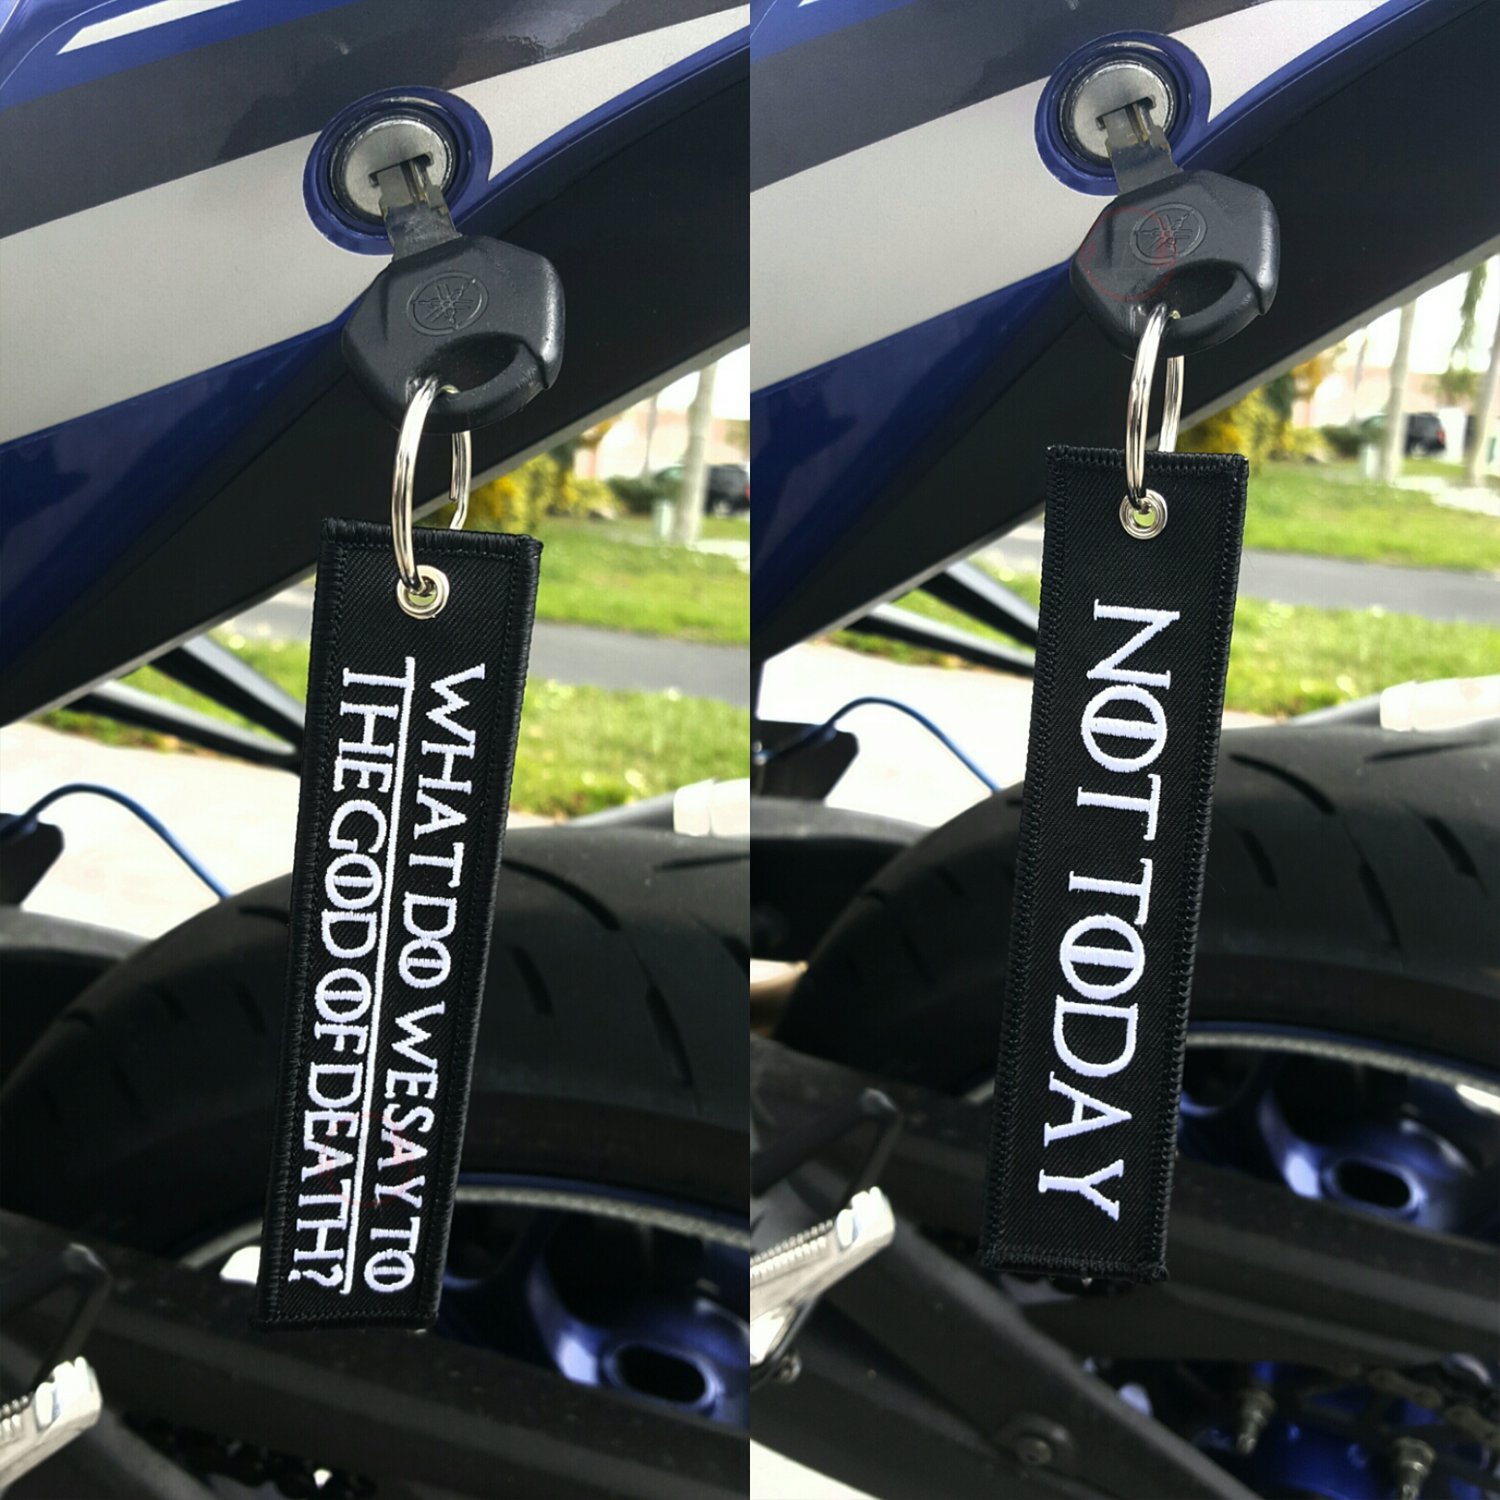 WHAT DO WE SAY TO
THE GOD OF DEATH?
NOT TODAY